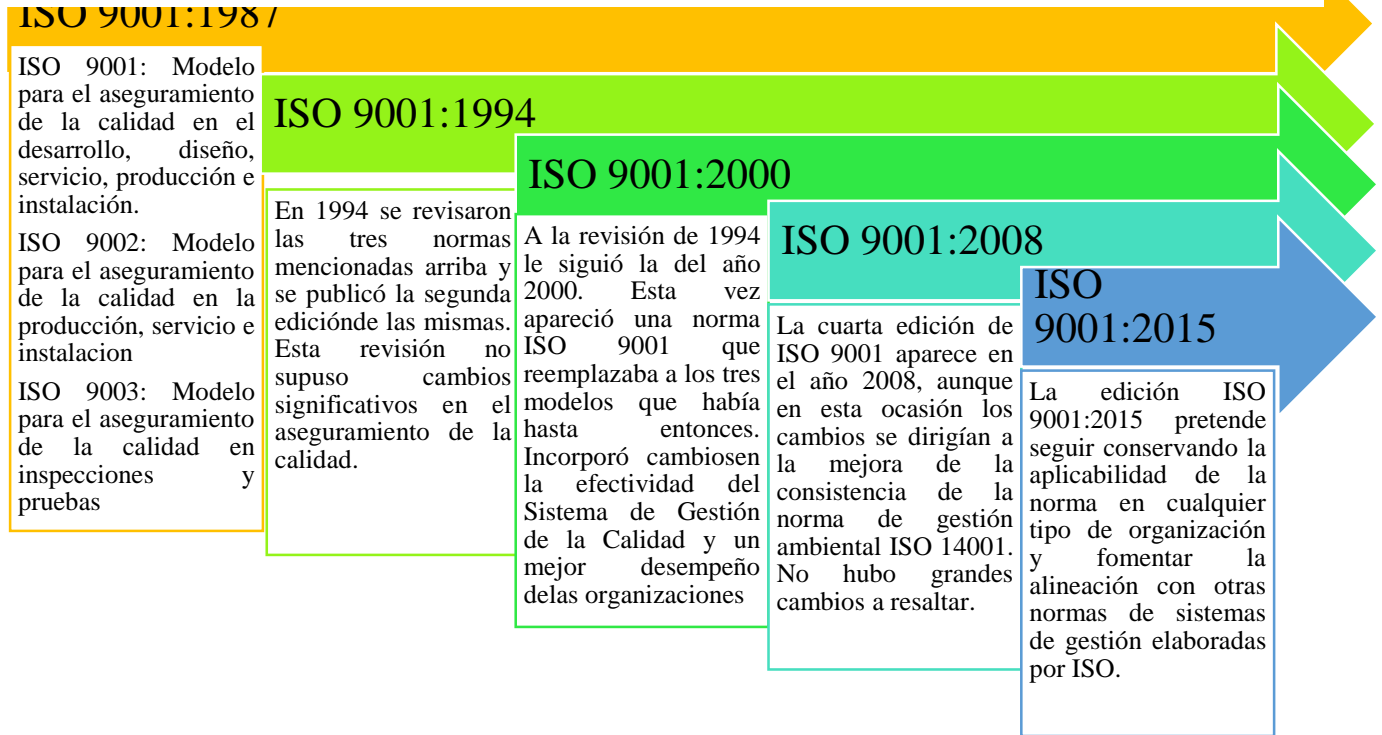 ISO 9001:1987
ISO 9001: Modelo
para el aseguramiento
de la calidad en el
desarrollo, diseño,
servicio, producción e
instalación.
ISO 9002: Modelo
para el aseguramiento
de la calidad en la
producción, servicio e
instalacion
ISO 9003: Modelo
para el aseguramiento
de la calidad en
inspecciones y
pruebas
ISO 9001:1994
En 1994 se revisaron
las tres normas
mencionadas arriba y
se publicó la segunda
ediciónde las mismas.
Esta revisión no
supuso cambios
significativos en el
aseguramiento de la
calidad.
ISO 9001:2000
A la revisión de 1994
le siguió la del año
2000. Esta vez
apareció una norma
ISO 9001 que
reemplazaba a los tres
modelos que había
hasta entonces.
Incorporó cambiosen
la efectividad del
Sistema de Gestión
de la Calidad y un
mejor desempeño
delas organizaciones
ISO 9001:2008
La cuarta edición de
ISO 9001 aparece en
el año 2008, aunque
en esta ocasión los
cambios se dirigían a
la mejora de la
consistencia de la
norma de gestión
ambiental ISO 14001.
No hubo grandes
cambios a resaltar.
ISO
9001:2015
La edición ISO
9001:2015 pretende
seguir conservando la
aplicabilidad de la
norma en cualquier
tipo de organización
y fomentar la
alineación con otras
normas de sistemas
de gestión elaboradas
por ISO.